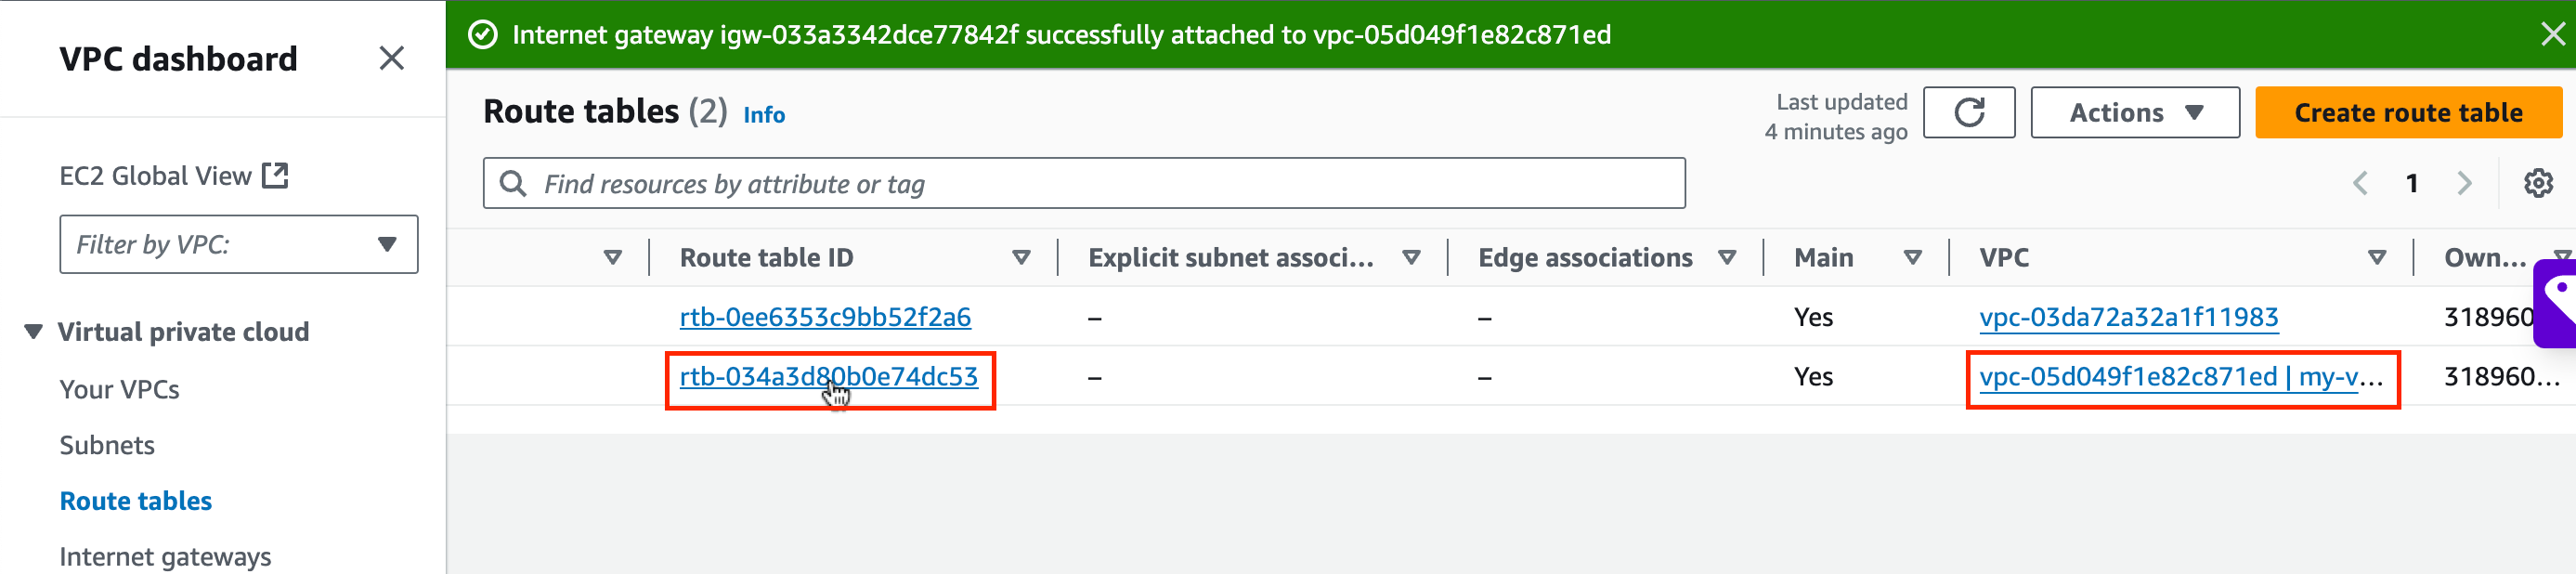 VPC dashboard
EC2 Global View
Filter by VPC:
Virtual private cloud
Your VPCs
Subnets
Route tables
Internet gateways
Internet gateway igw-033a3342dce77842f successfully attached to vpc-05d049f1e82c871ed
Route tables (2) Info
Last updated
4 minutes ago
Actions
Create route table
Find resources by attribute or tag
1
Route table ID Explicit subnet associ... Edge associations Main VPC Own...
rtb-0ee6353c9bb52f2a6 – – Yes vpc-03da72a32a1f11983 318960
rtb-034a3d80b0e74dc53 – – Yes vpc-05d049f1e82c871ed | my-v... 318960...